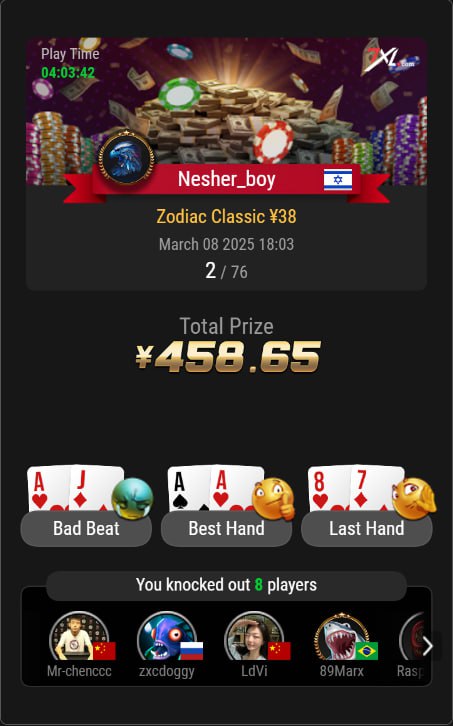 Play Time
04:03:42
7XL.com
Nesher_boy
Zodiac Classic ¥38
March 08 2025 18:03
2 / 76
Total Prize
¥458.65
A J A A 8 7
Bad Beat Best Hand Last Hand
You knocked out 8 players
Mr-chenccc zxcdoggy LdVi 89Marx Rasp